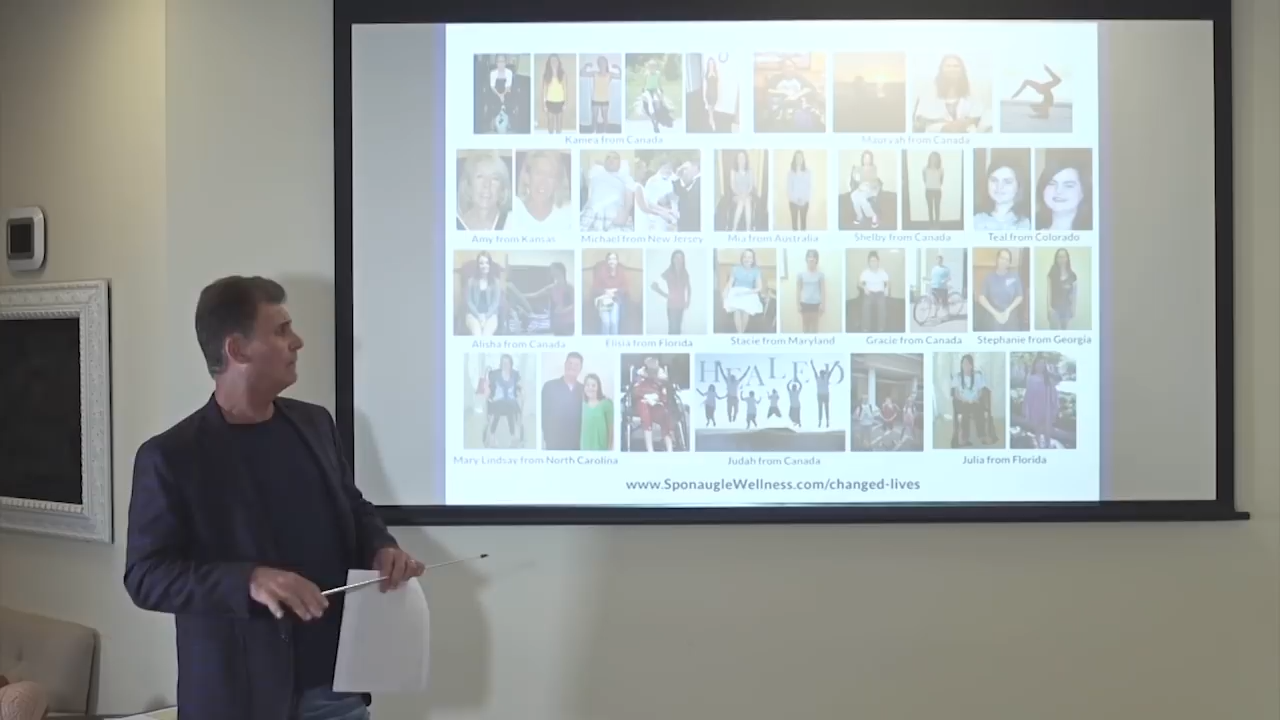 Kamea from Canada
Mauryah from Canada
Amy from Kansas
Michael from New Jersey
Mia from Australia
Shelby from Canada
Teal from Colorado
Alisha from Canada
Elisia from Florida
Stacie from Maryland
Gracie from Canada
Stephanie from Georgia
HEALED
Mary Lindsay from North Carolina
Judah from Canada
Julia from Florida
www.SponaugleWellness.com/changed-lives